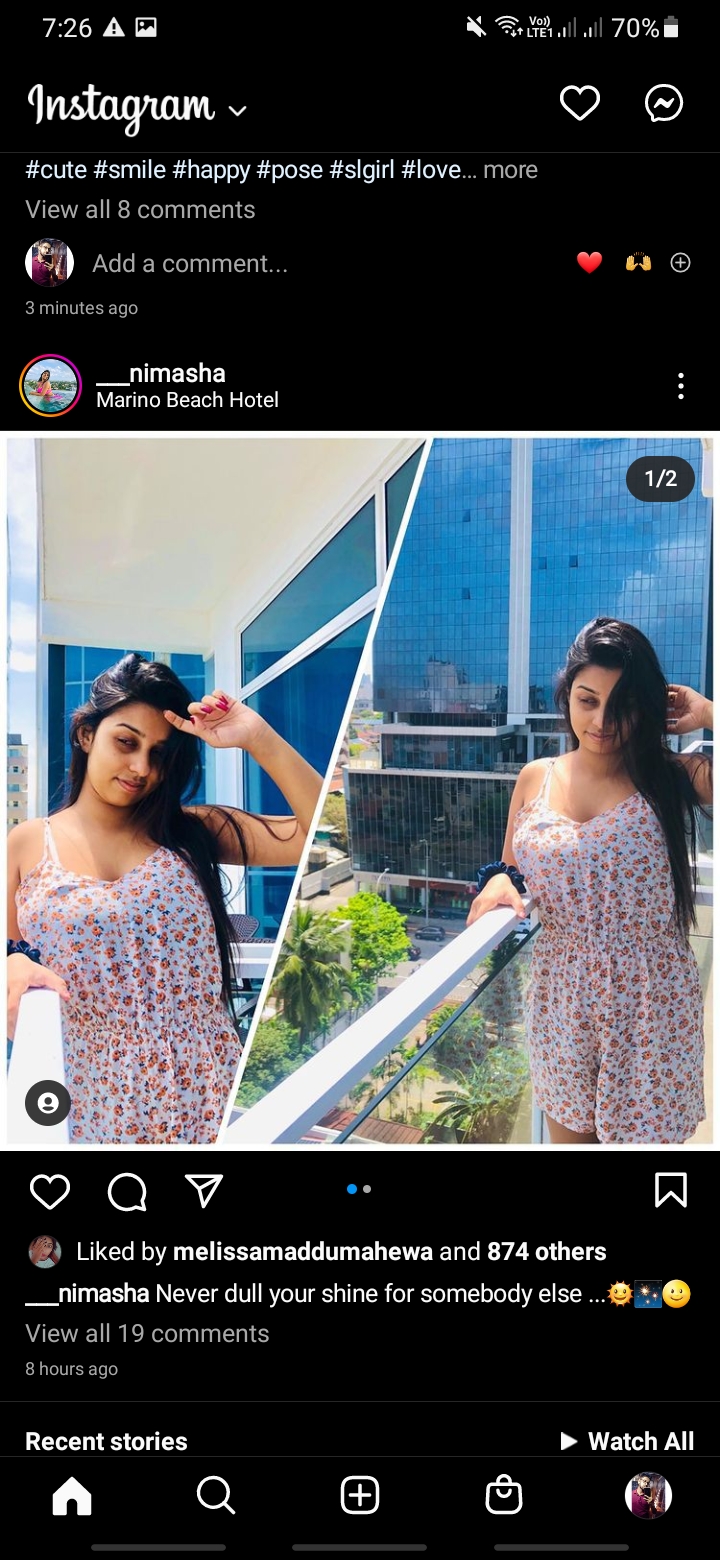 7:26 Vo)) LTE1 70%
Instagram
#cute #smile #happy #pose #slgirl #love... more
View all 8 comments
Add a comment...
3 minutes ago
___nimasha
Marino Beach Hotel
1/2
Liked by melissamaddumahewa and 874 others
___nimasha Never dull your shine for somebody else ...🌞🎇🙂
View all 19 comments
8 hours ago
Recent stories Watch All